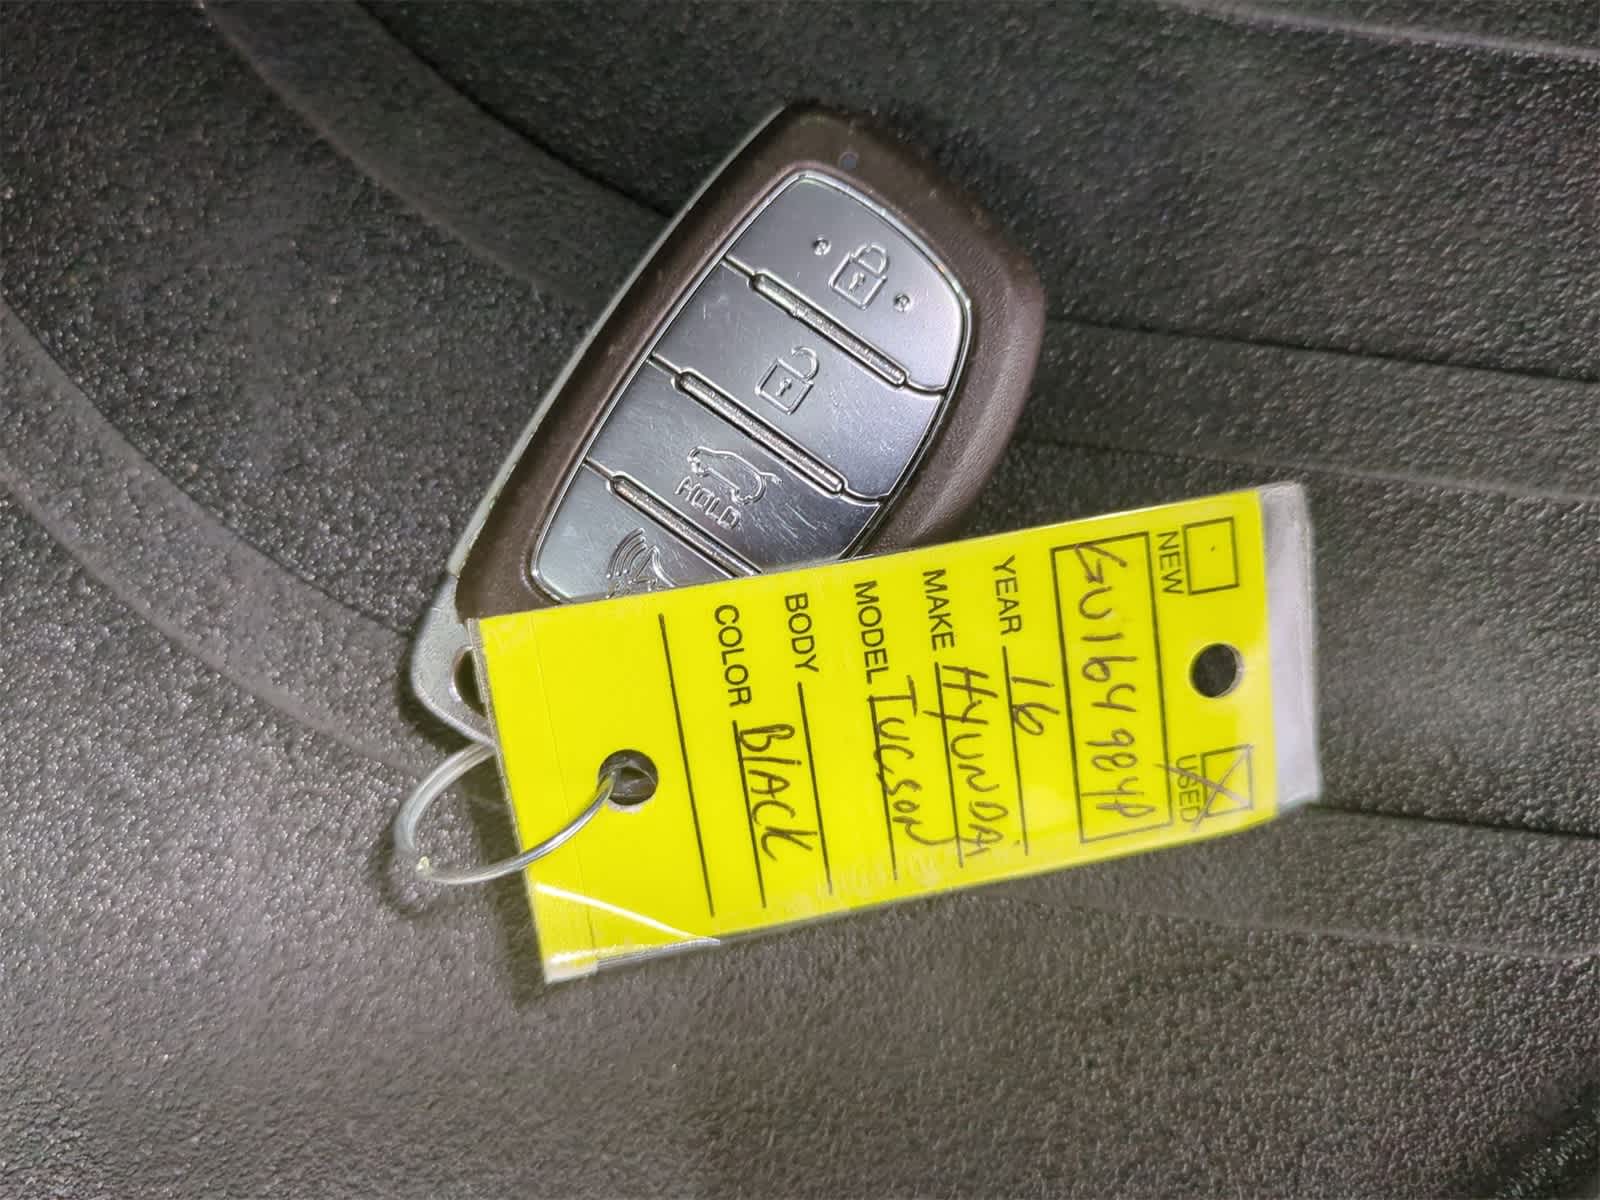 HOLD
NEW
USED
GU164984P
YEAR 16
MAKE HYUNDAI
MODEL TUCSON
BODY
COLOR BlACK